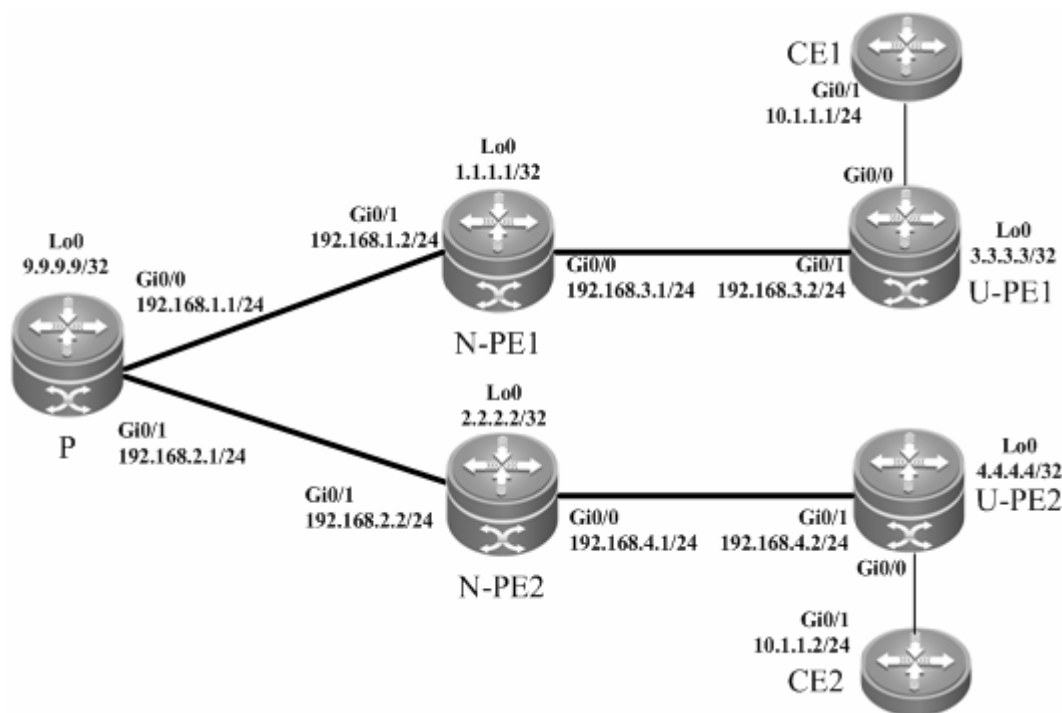 CE1
Gi0/1
10.1.1.1/24
Lo0
1.1.1.1/32
Gi0/0
Gi0/1
192.168.1.2/24
Lo0
9.9.9.9/32
Lo0
3.3.3.3/32
Gi0/0
192.168.1.1/24
Gi0/0
192.168.3.1/24
Gi0/1
192.168.3.2/24
U-PE1
N-PE1
P
Lo0
2.2.2.2/32
Gi0/1
192.168.2.1/24
Lo0
4.4.4.4/32
U-PE2
Gi0/1
192.168.2.2/24
Gi0/0
192.168.4.1/24
Gi0/1
192.168.4.2/24
Gi0/0
N-PE2
Gi0/1
10.1.1.2/24
CE2